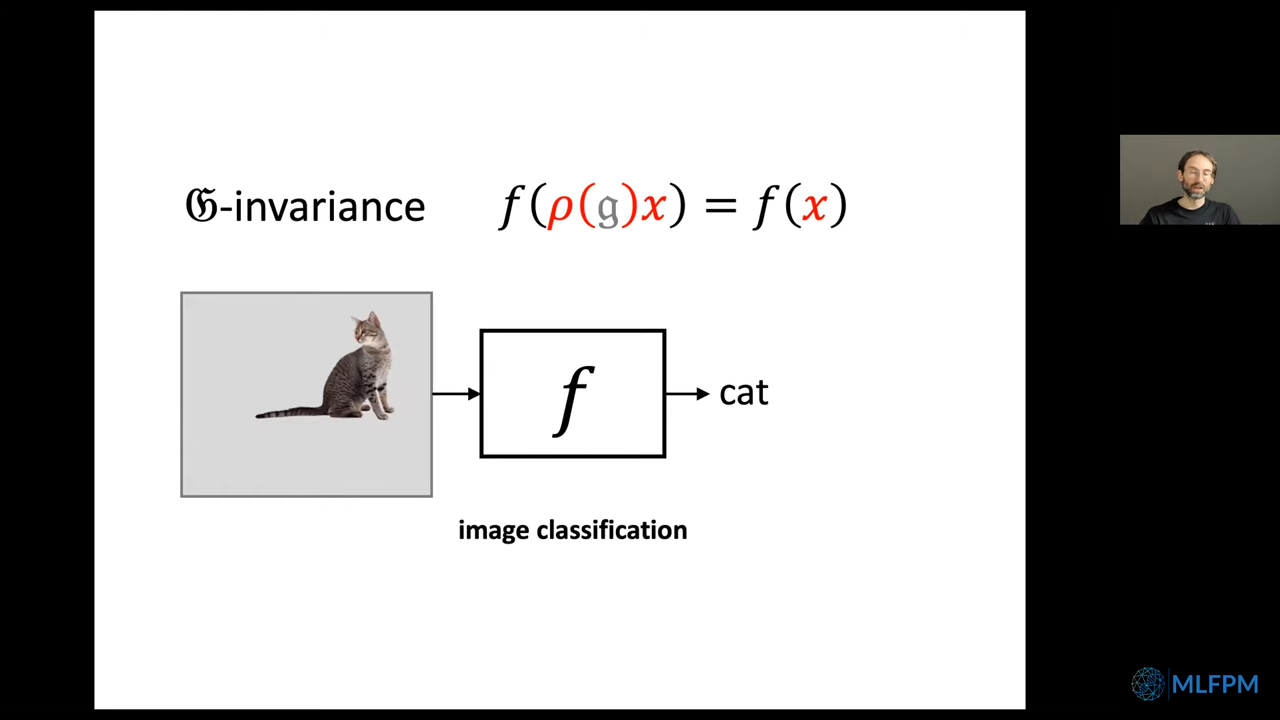 𝔊-invariance f(ρ(𝔤)x) = f(x)
f
cat
image classification
MLFPM